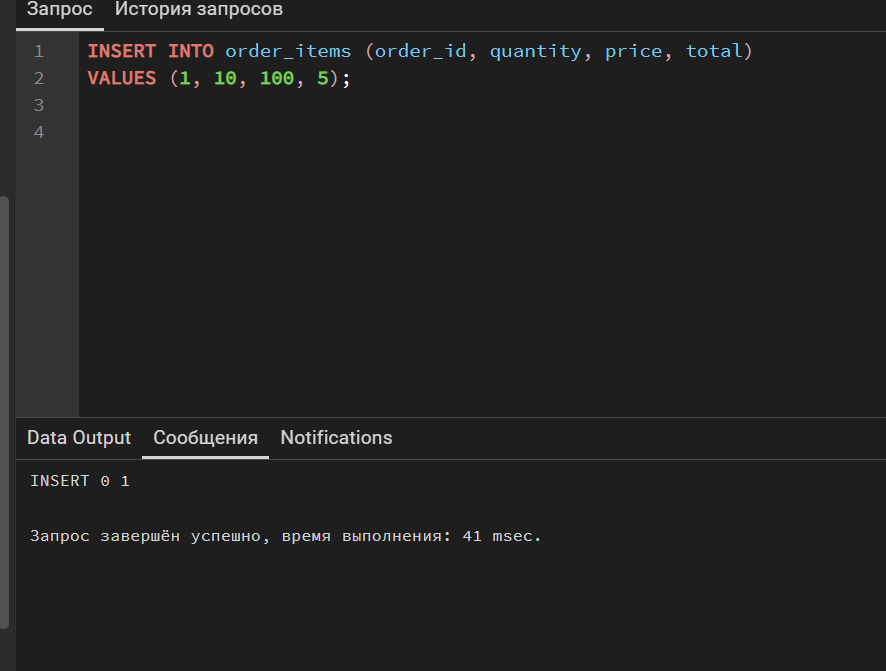 Запрос История запросов
1 INSERT INTO order_items (order_id, quantity, price, total)
2 VALUES (1, 10, 100, 5);
3
4
Data Output Сообщения Notifications
INSERT 0 1
Запрос завершён успешно, время выполнения: 41 msec.